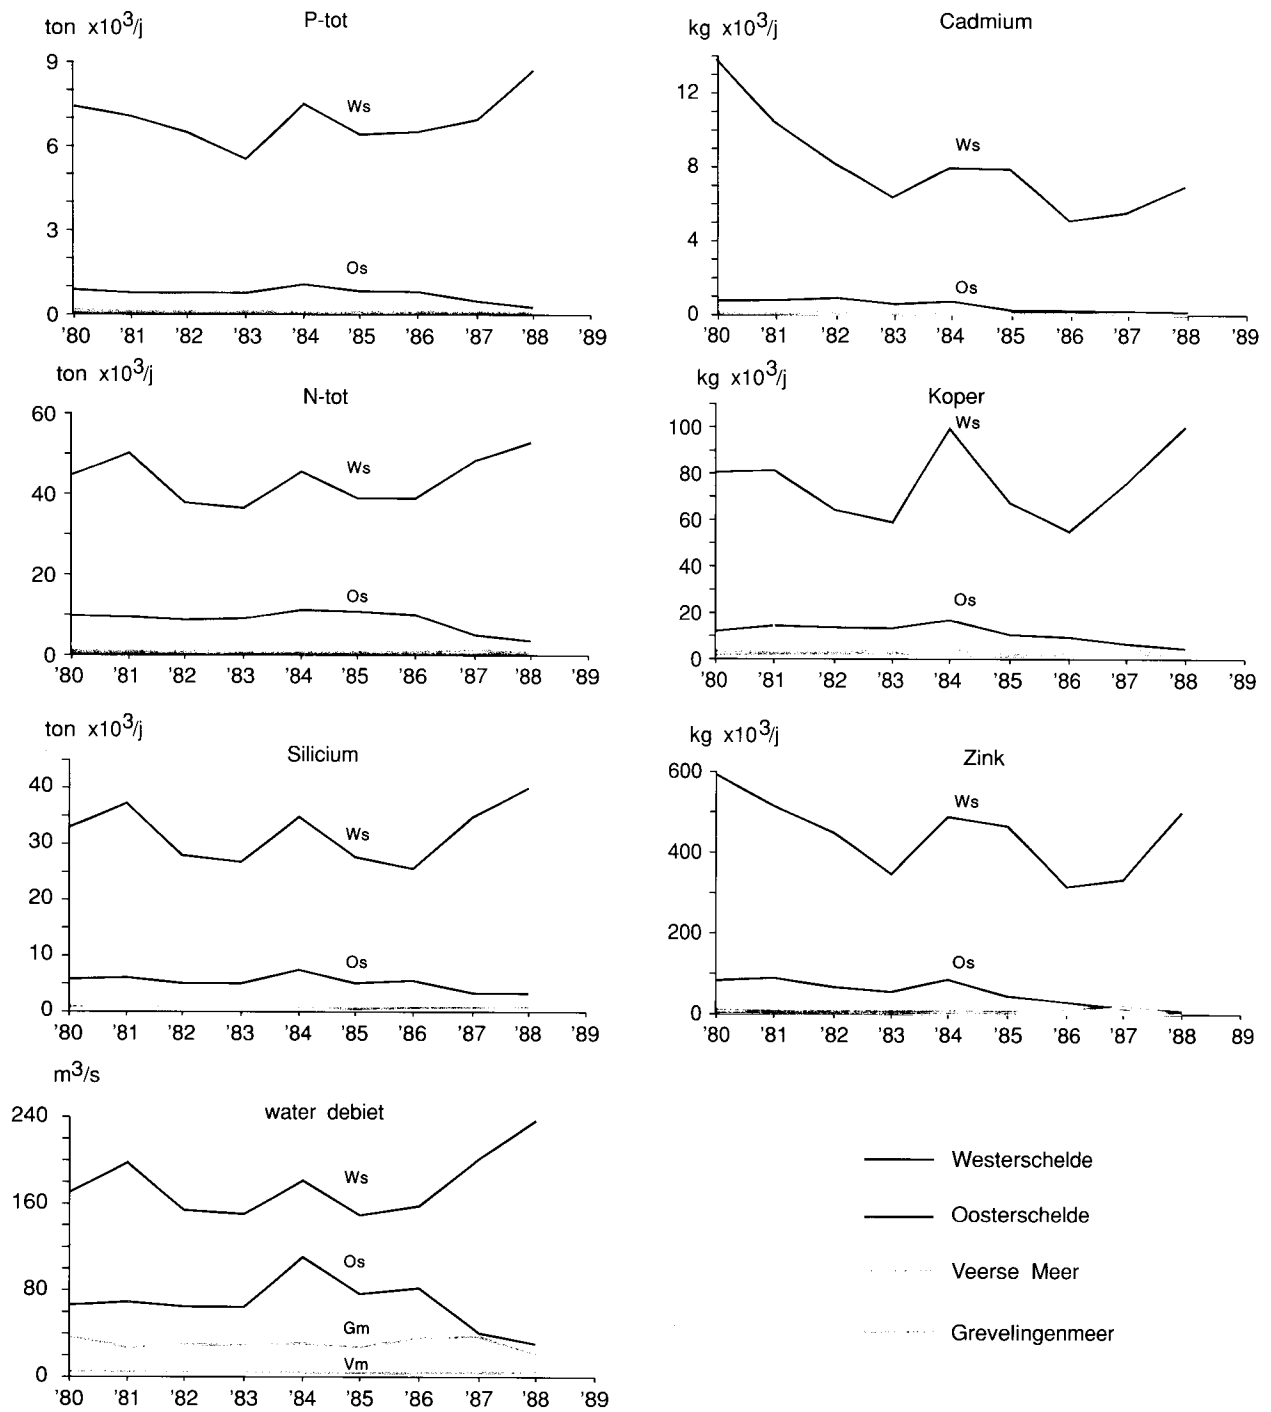 P-tot
ton x10³/j
9
6
3
0
Ws
Os
'80 '81 '82 '83 '84 '85 '86 '87 '88 '89
Cadmium
kg x10³/j
12
8
4
0
Ws
Os
'80 '81 '82 '83 '84 '85 '86 '87 '88 '89
ton x10³/j
N-tot
60
40
20
0
Ws
Os
'80 '81 '82 '83 '84 '85 '86 '87 '88 '89
kg x10³/j
Koper
100
80
60
40
20
0
Ws
Os
'80 '81 '82 '83 '84 '85 '86 '87 '88 '89
ton x10³/j
Silicium
40
30
20
10
0
Ws
Os
'80 '81 '82 '83 '84 '85 '86 '87 '88 '89
kg x10³/j
Zink
600
400
200
0
Ws
Os
'80 '81 '82 '83 '84 '85 '86 '87 '88 89
m³/s
water debiet
240
160
80
0
Ws
Os
Gm
Vm
'80 '81 '82 '83 '84 '85 '86 '87 '88 '89
Westerschelde
Oosterschelde
Veerse Meer
Grevelingenmeer